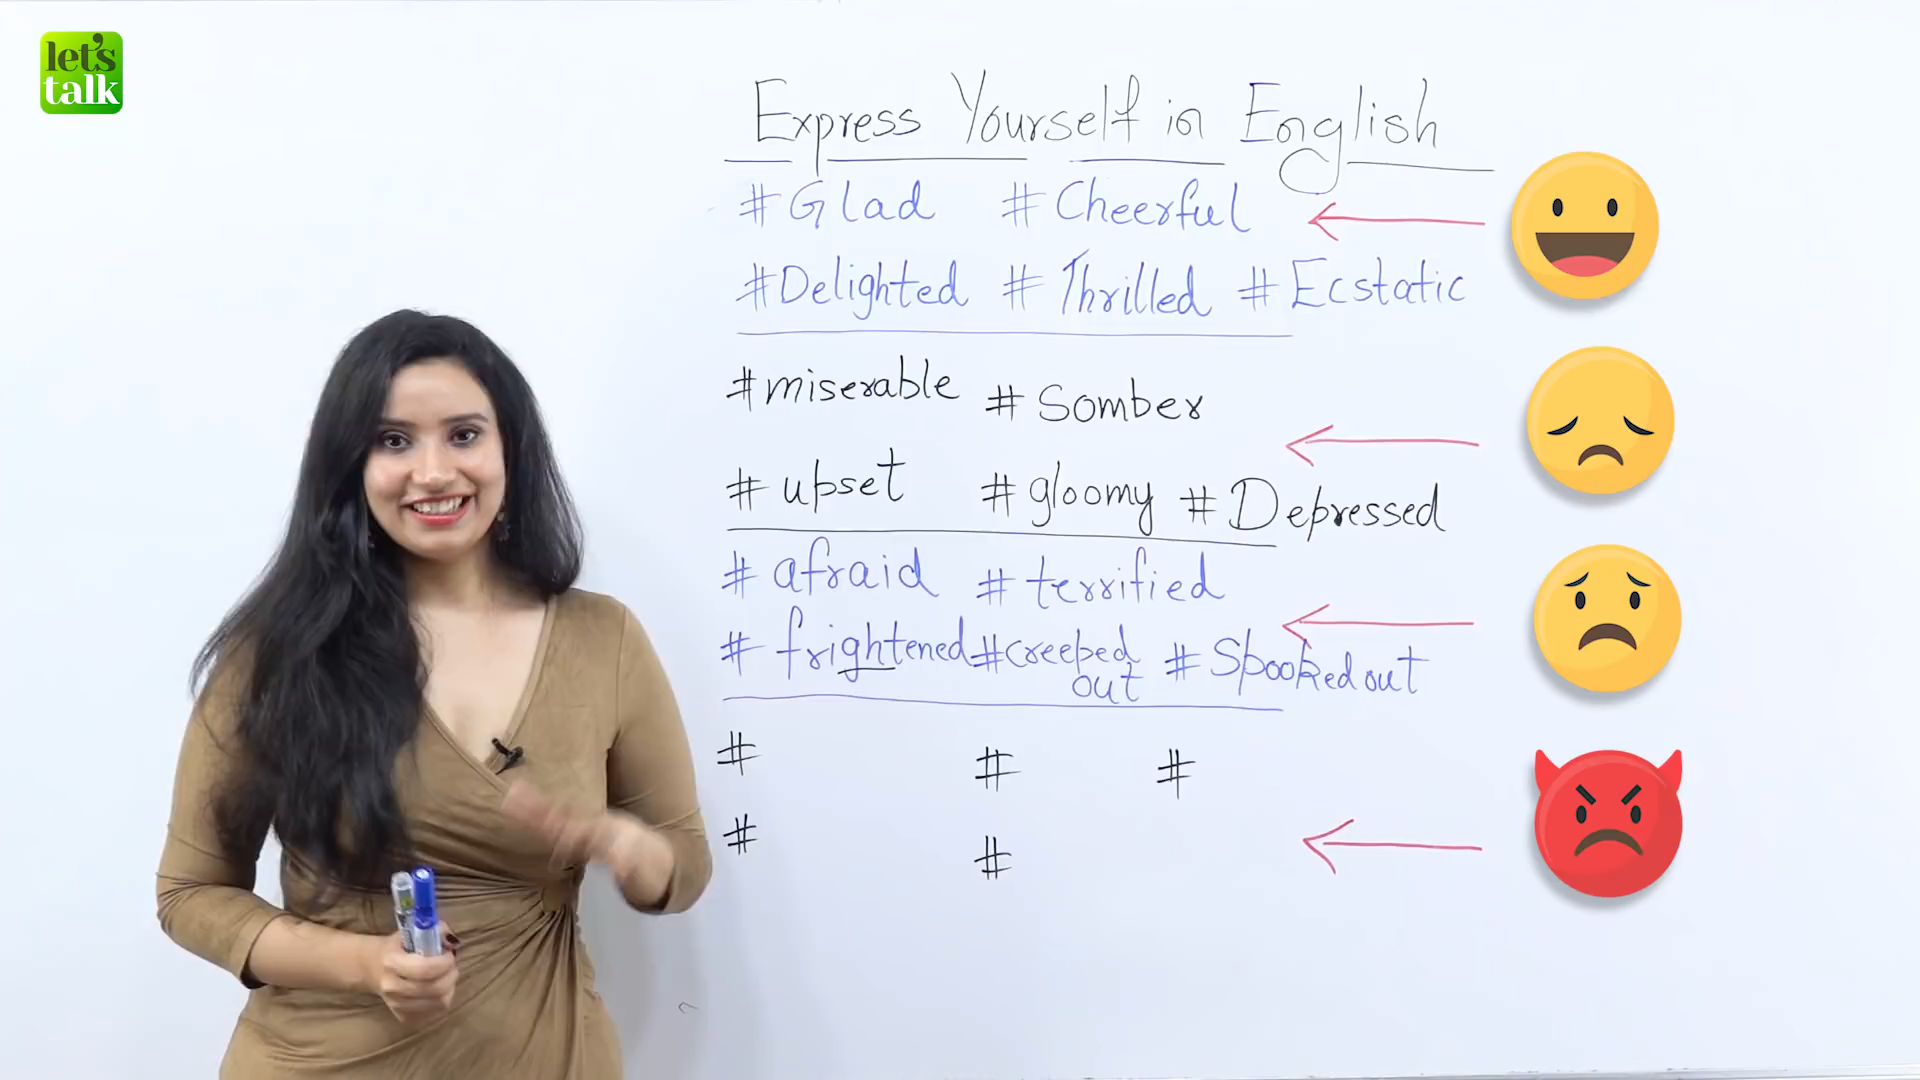 let's
talk
Express Yourself in English
#Glad #Cheerful
#Delighted #Thrilled #Ecstatic
#miserable #Somber
#upset #gloomy #Depressed
#afraid #terrified
#frightened #creeped out #Spooked out
# # #
# #